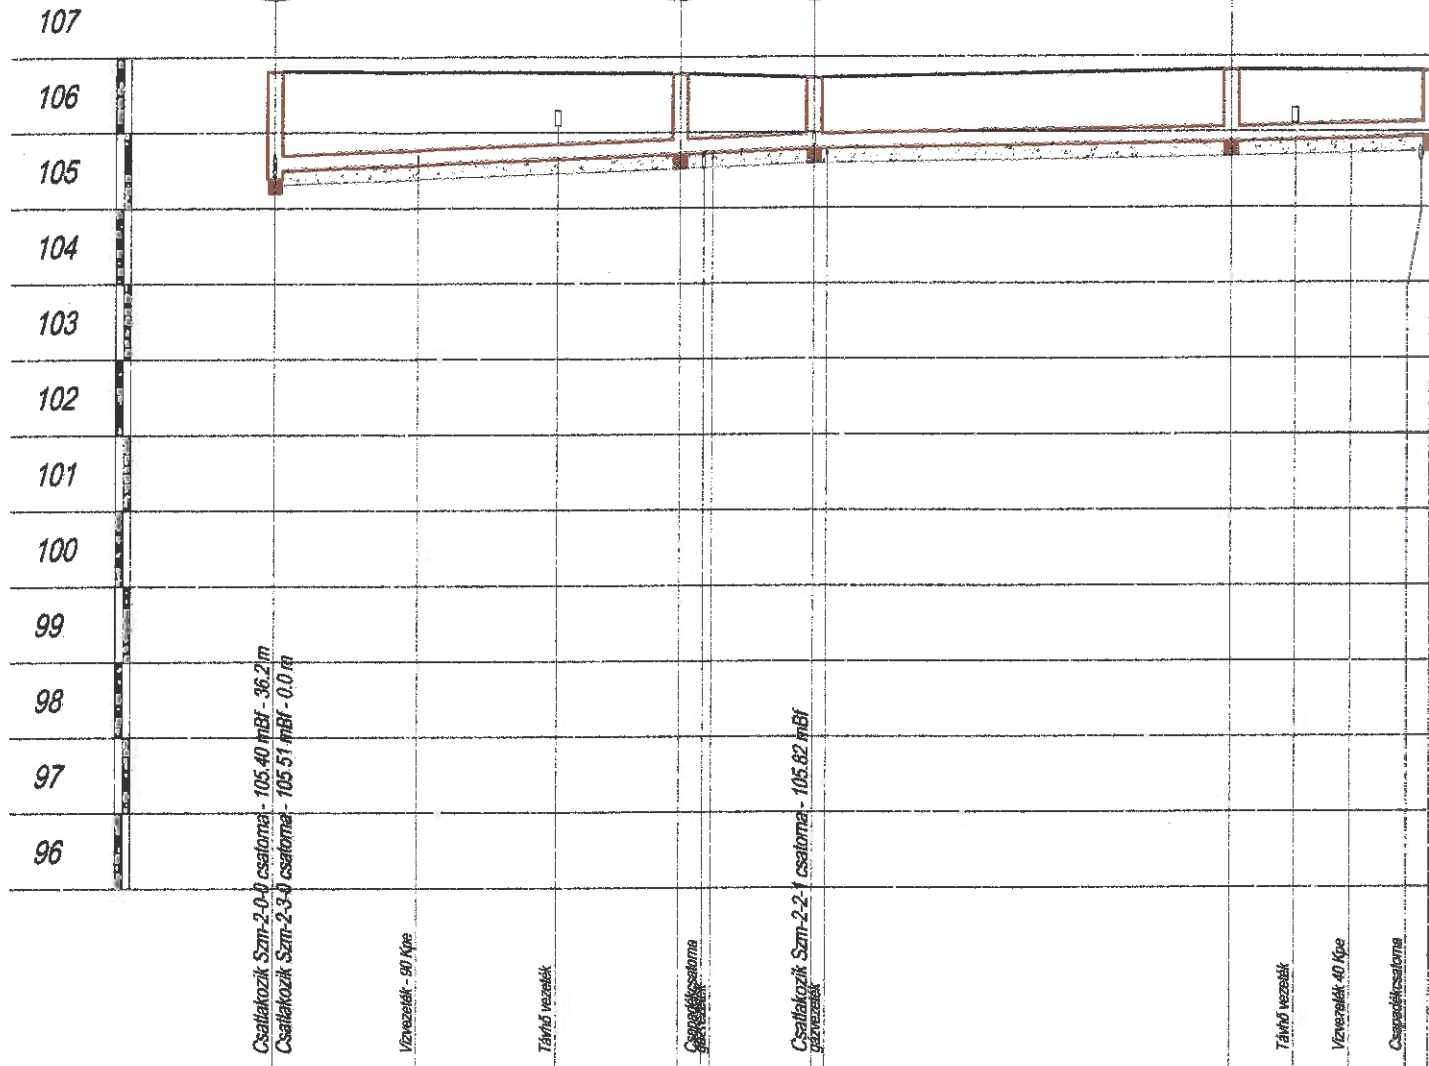 107
106
105
104
103
102
101
100
99
98
97
96
Csatlakozik Szm-2-0-0 csatorna - 105.40 mBf - 36.2 m
Csatlakozik Szm-2-3-0 csatorna - 105.51 mBf - 0.0 m
Vízvezeték - 90 Kpe
Távhő vezeték
Csapadékcsatorna
Csatlakozik Szm-2-2-1 csatorna - 105.82 mBf
gázvezeték
Távhő vezeték
Vízvezeték 40 Kpe
Csapadékcsatorna